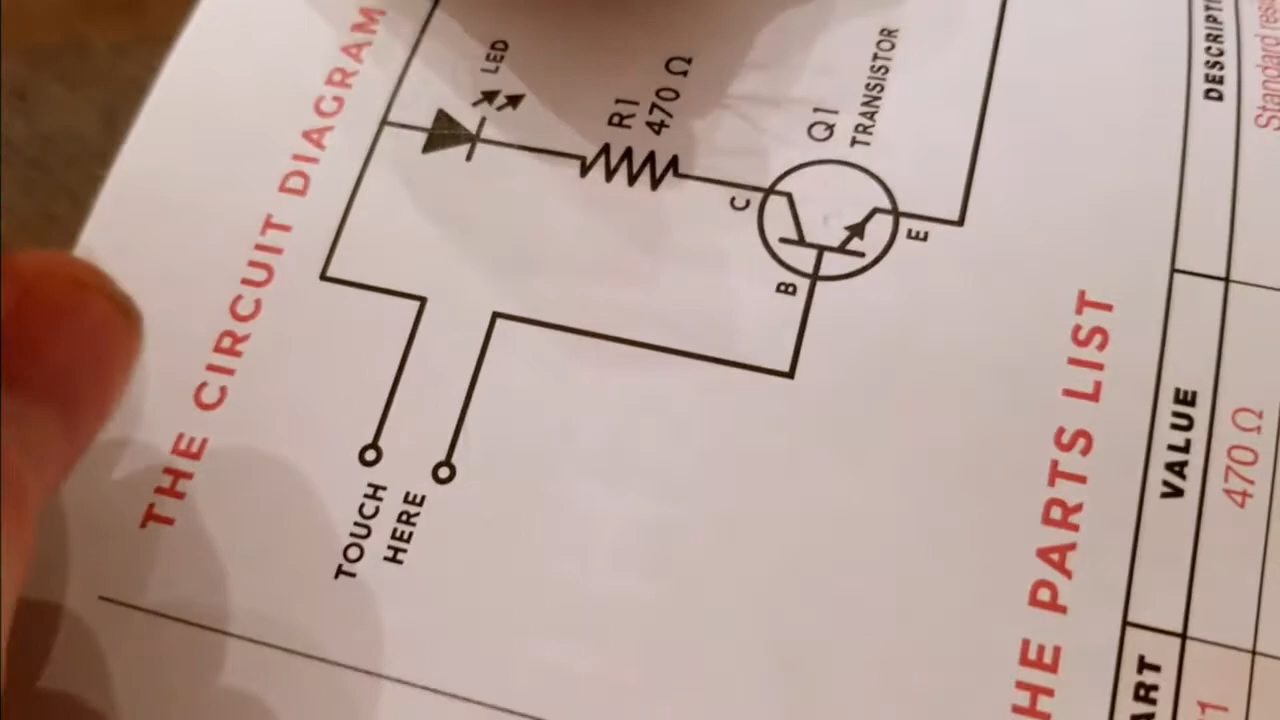 THE CIRCUIT DIAGRAM
LED
R1
470 Ω
Q1
TRANSISTOR
C
B
E
TOUCH
HERE
HE PARTS LIST
ART VALUE DESCRIPTI
1 470 Ω Standard resi